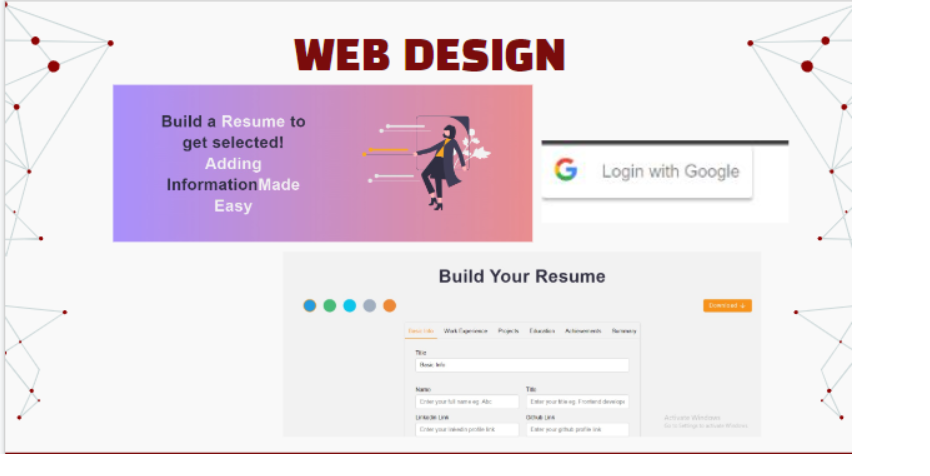 WEB DESIGN
Build a Resume to
get selected!
Adding
InformationMade
Easy
Login with Google
Build Your Resume
Download
Basic Info Work Experience Projects Education Achievements Summary
Title
Basic Info
Name Title
Enter your full name eg. Abc Enter your title eg. Frontend develope
Linkedin Link Github Link
Enter your linkedin profile link Enter your github profile link
Activate Windows
Go to Settings to activate Windows.